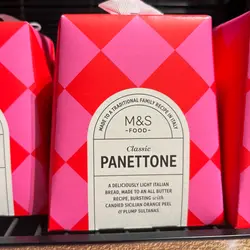 MADE TO A TRADITIONAL FAMILY RECIPE IN ITALY
M&S
—FOOD—
Classic
PANETTONE
A DELICIOUSLY LIGHT ITALIAN
BREAD, MADE TO AN ALL BUTTER
RECIPE, BURSTING with
CANDIED SICILIAN ORANGE PEEL
& PLUMP SULTANAS